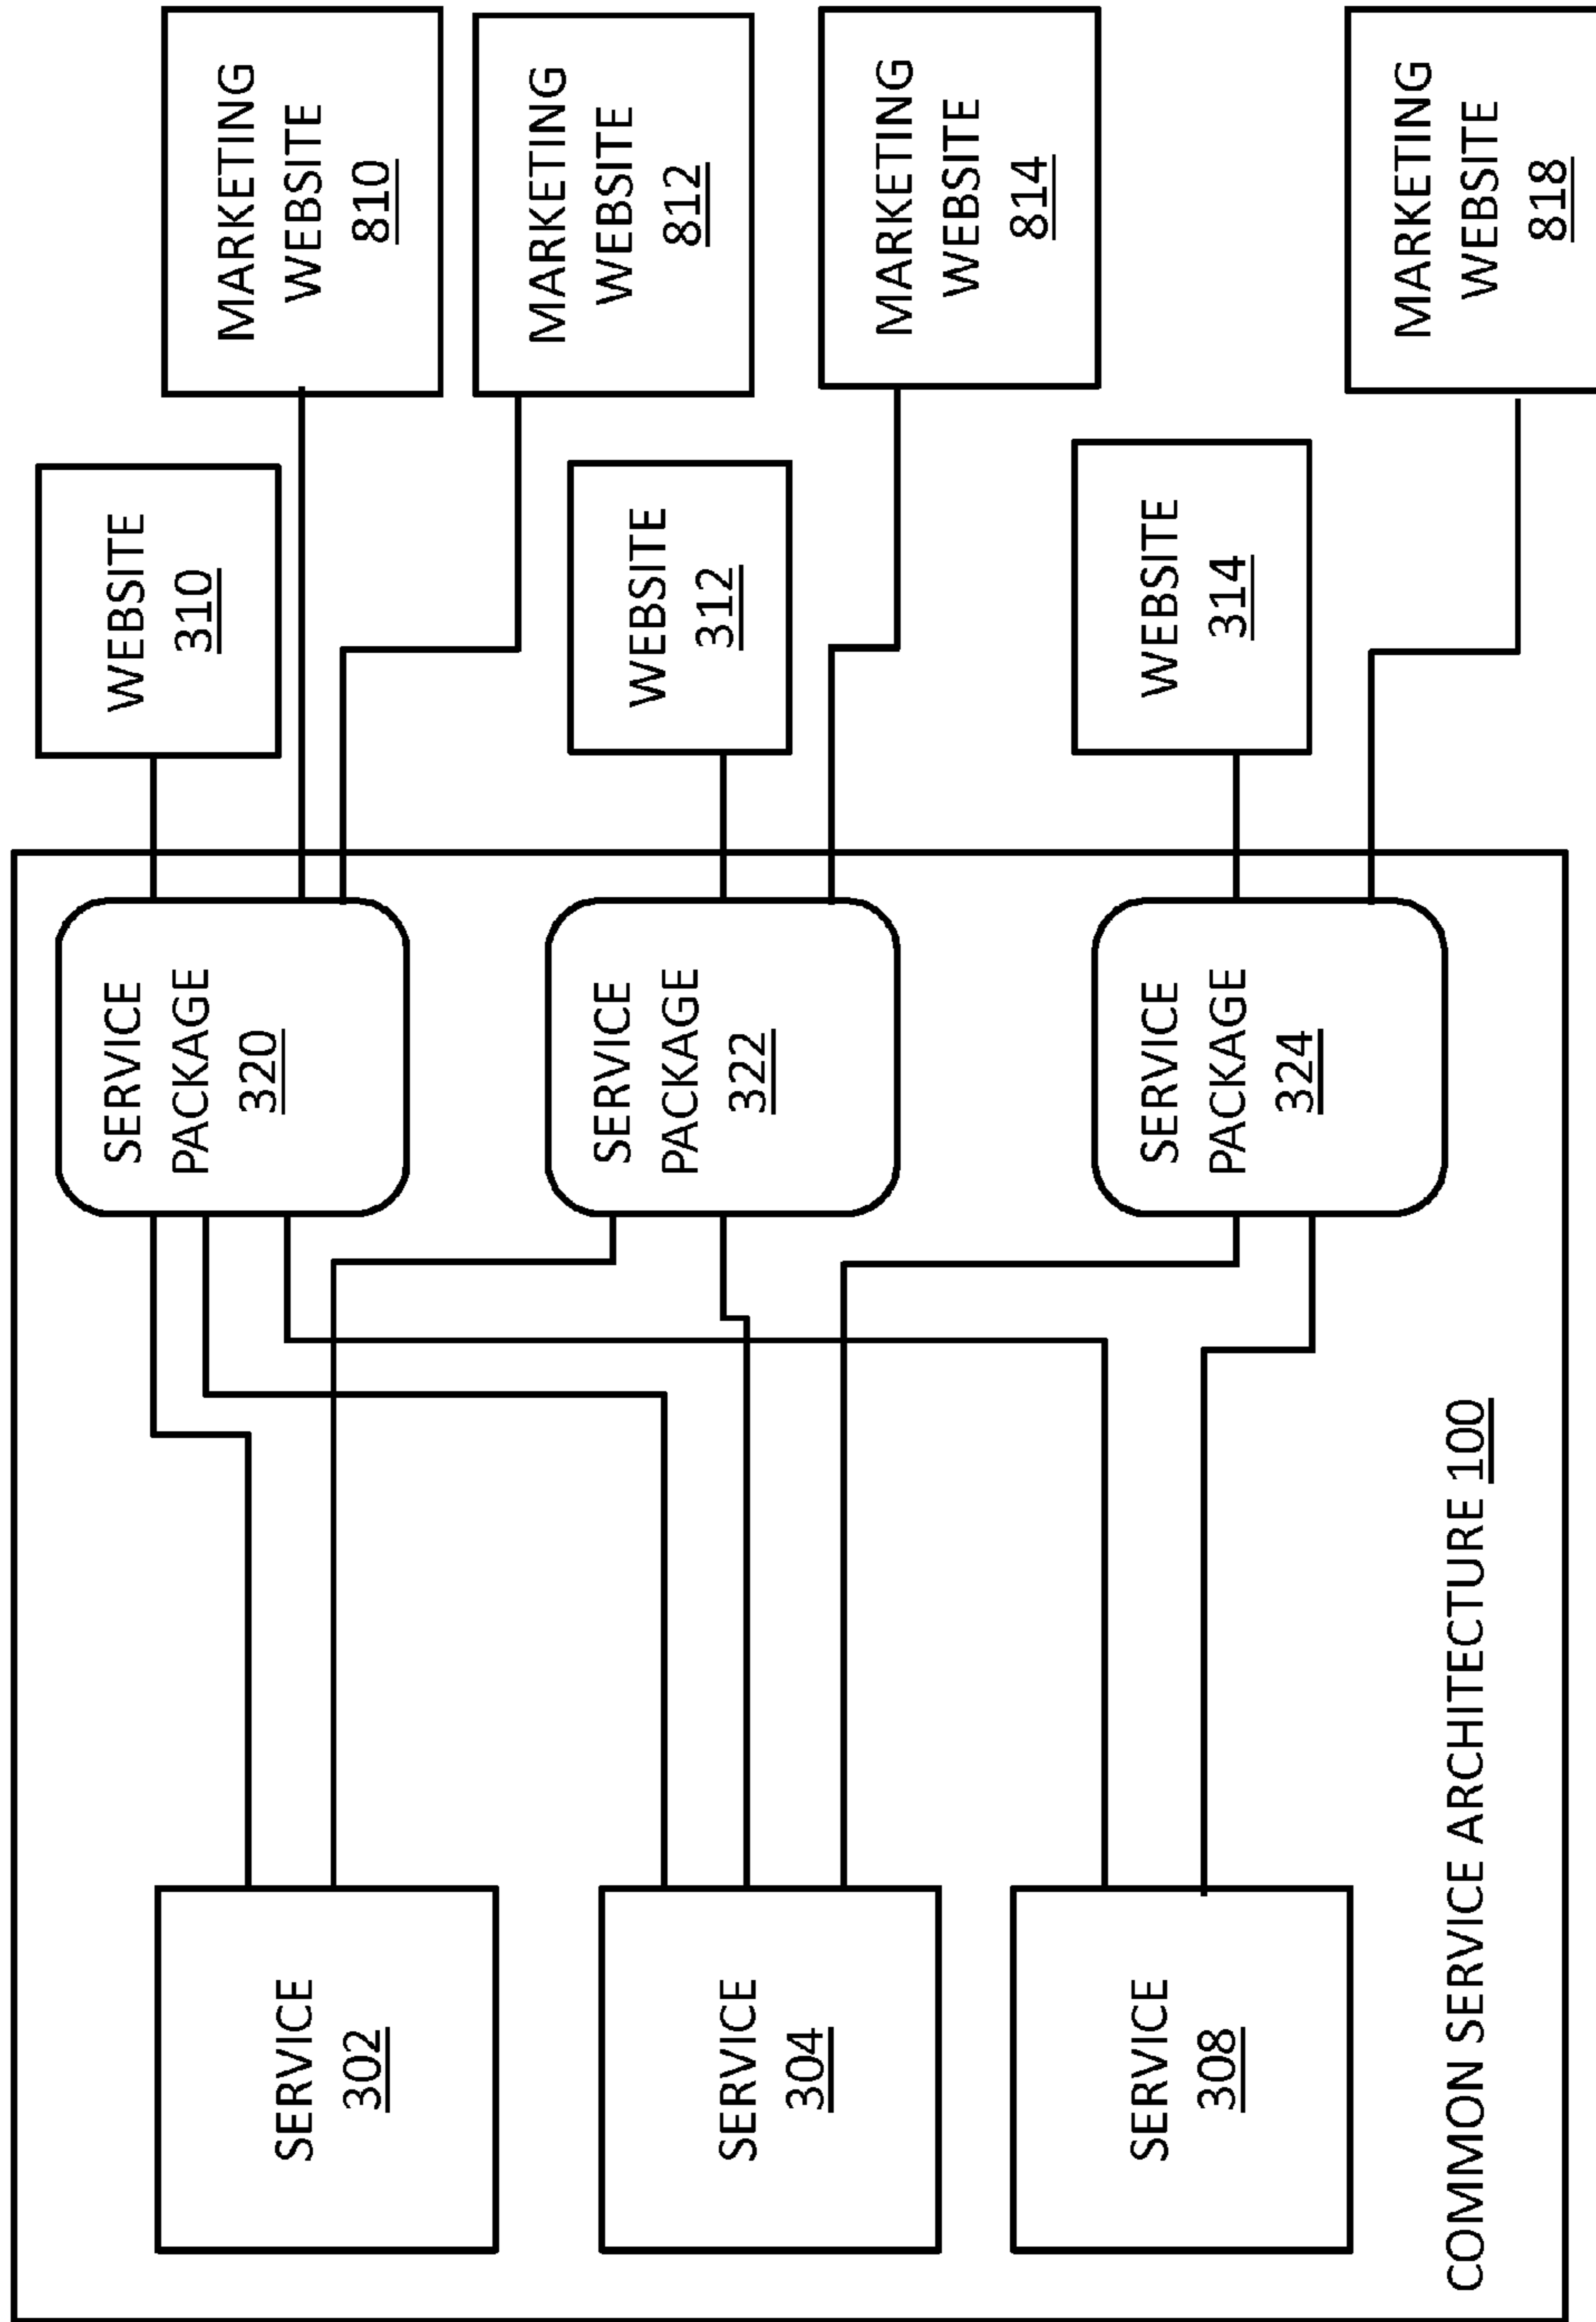 SERVICE
302
SERVICE
304
SERVICE
308
COMMON SERVICE ARCHITECTURE 100
SERVICE
PACKAGE
320
SERVICE
PACKAGE
322
SERVICE
PACKAGE
324
WEBSITE
310
WEBSITE
312
WEBSITE
314
MARKETING
WEBSITE
810
MARKETING
WEBSITE
812
MARKETING
WEBSITE
814
MARKETING
WEBSITE
818